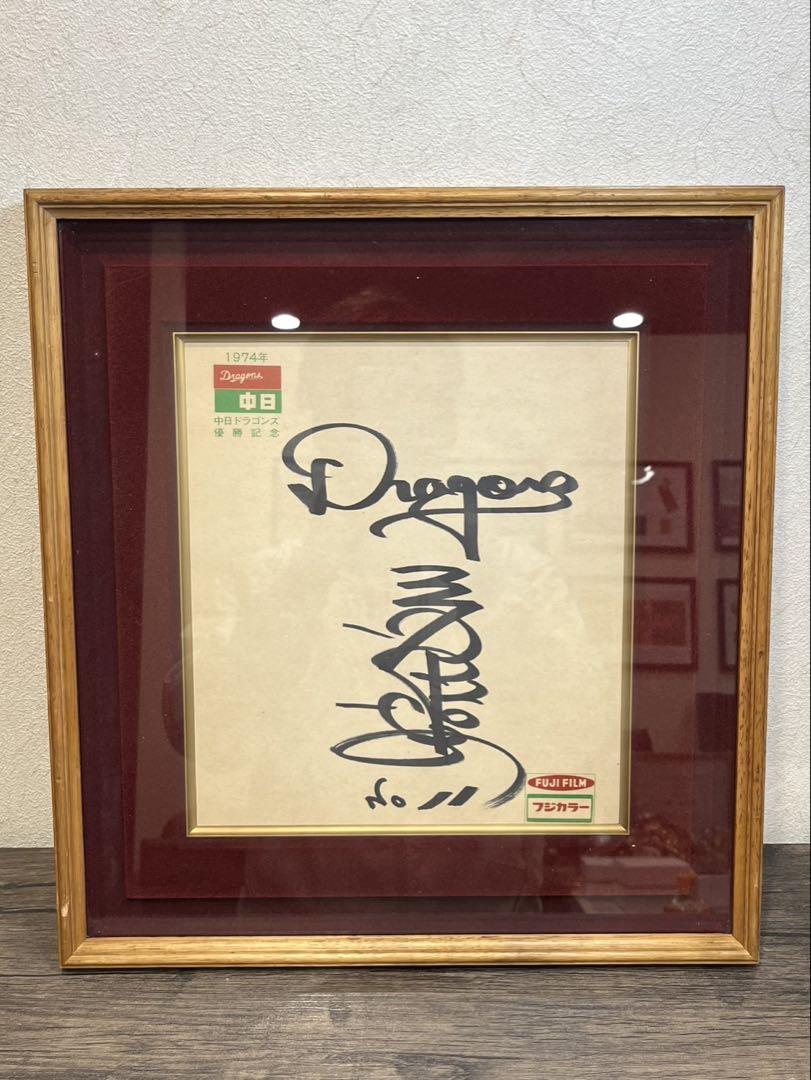 1974年
Dragons
中日
中日ドラゴンズ
優勝記念
Dragons
No 11
FUJI FILM
フジカラー